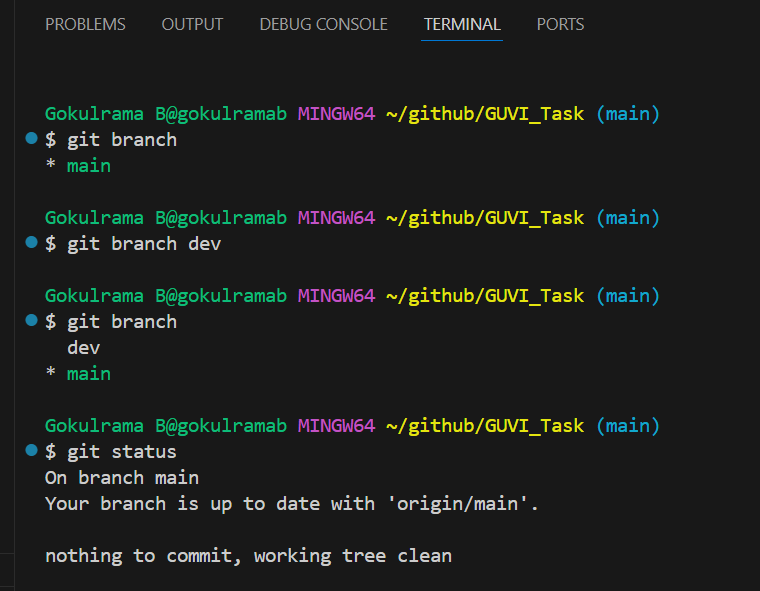 PROBLEMS OUTPUT DEBUG CONSOLE TERMINAL PORTS
Gokulrama B@gokulramab MINGW64 ~/github/GUVI_Task (main)
$ git branch
* main
Gokulrama B@gokulramab MINGW64 ~/github/GUVI_Task (main)
$ git branch dev
Gokulrama B@gokulramab MINGW64 ~/github/GUVI_Task (main)
$ git branch
  dev
* main
Gokulrama B@gokulramab MINGW64 ~/github/GUVI_Task (main)
$ git status
On branch main
Your branch is up to date with 'origin/main'.
nothing to commit, working tree clean